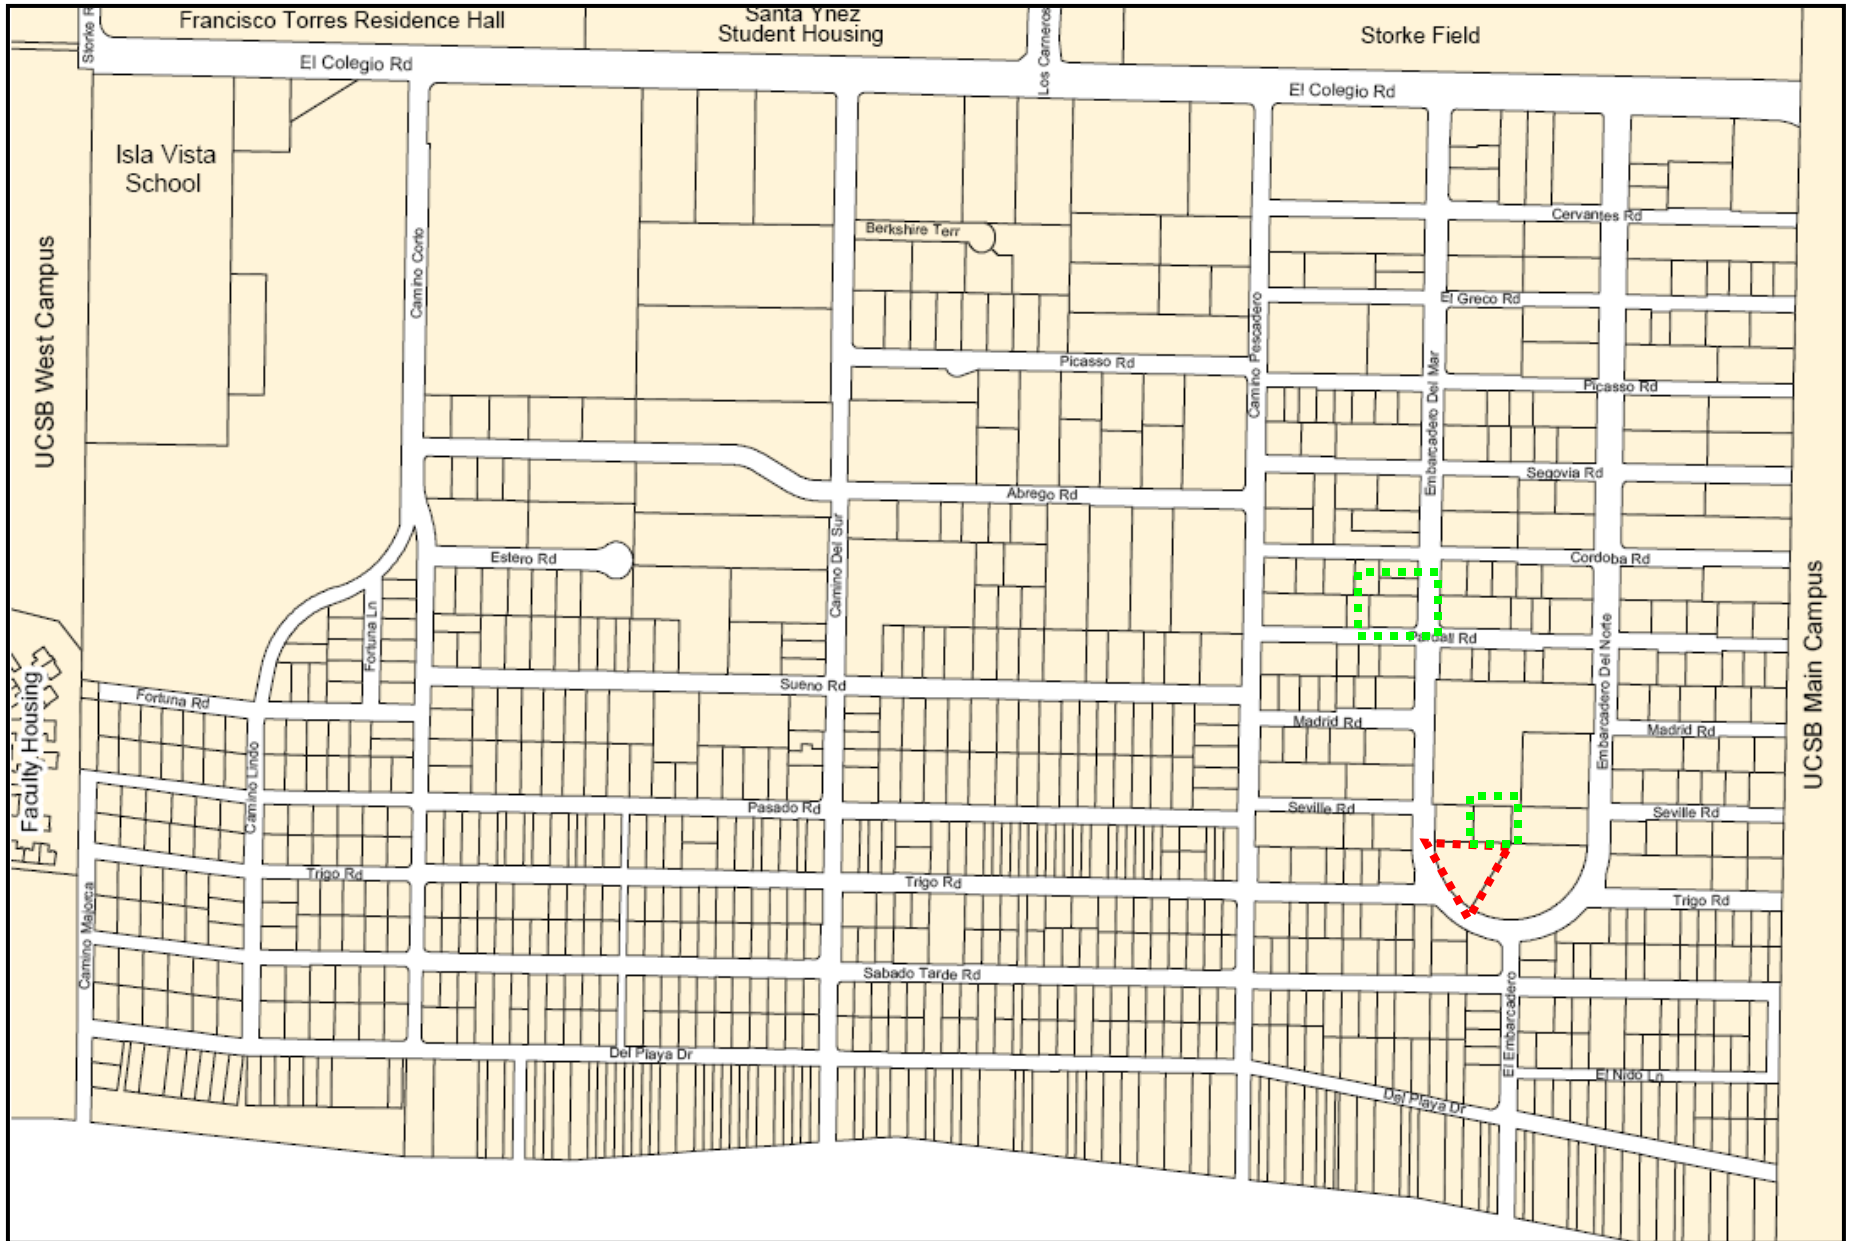 Francisco Torres Residence Hall
Santa Ynez
Student Housing
Storke Field
Storke R
Los Carneros
El Colegio Rd
El Colegio Rd
Isla Vista
School
UCSB West Campus
Camino Corto
Berkshire Terr
Cervantes Rd
El Greco Rd
Camino Pescadero
Embarcadero Del Mar
Picasso Rd
Picasso Rd
Segovia Rd
Abrego Rd
Camino Del Sur
Estero Rd
Cordoba Rd
UCSB Main Campus
Fortuna Ln
Pardall Rd
Embarcadero Del Norte
Faculty Housing
Fortuna Rd
Sueno Rd
Madrid Rd
Madrid Rd
Camino Lindo
Pasado Rd
Seville Rd
Seville Rd
Trigo Rd
Trigo Rd
Trigo Rd
Camino Majorca
Sabado Tarde Rd
El Embarcadero
Del Playa Dr
El Nido Ln
Del Playa Dr